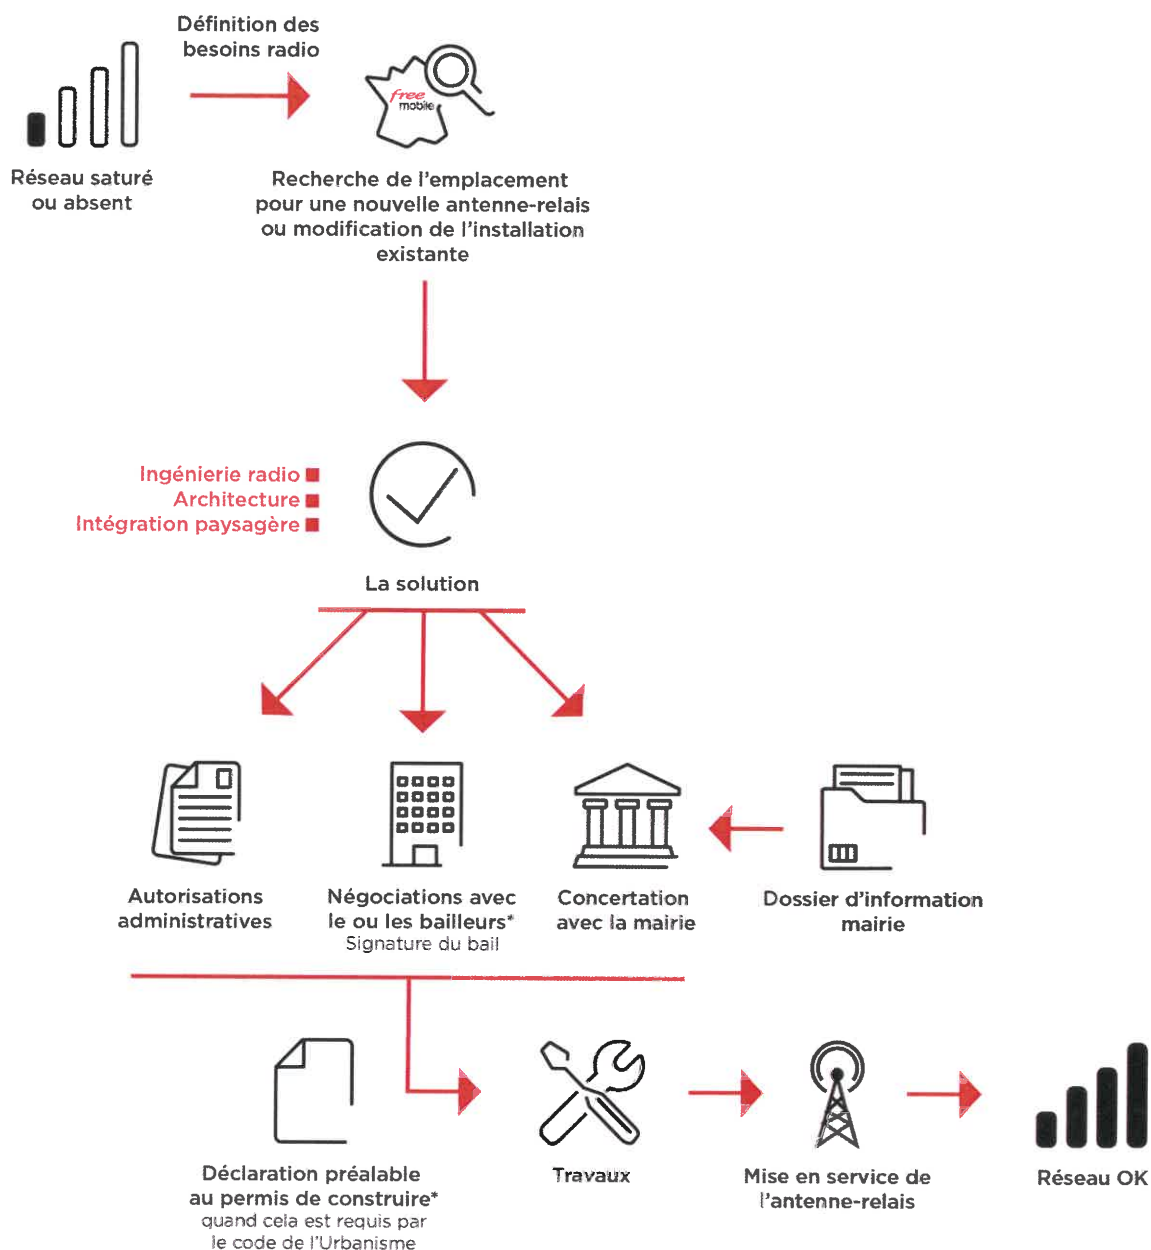 Définition des
besoins radio
free
mobile
Réseau saturé
ou absent
Recherche de l'emplacement
pour une nouvelle antenne-relais
ou modification de l'installation
existante
Ingénierie radio
Architecture
Intégration paysagère
La solution
Autorisations
administratives
Négociations avec
le ou les bailleurs*
Signature du bail
Concertation
avec la mairie
Dossier d'information
mairie
Déclaration préalable
au permis de construire*
quand cela est requis par
le code de l'Urbanisme
Travaux
Mise en service de
l'antenne-relais
Réseau OK